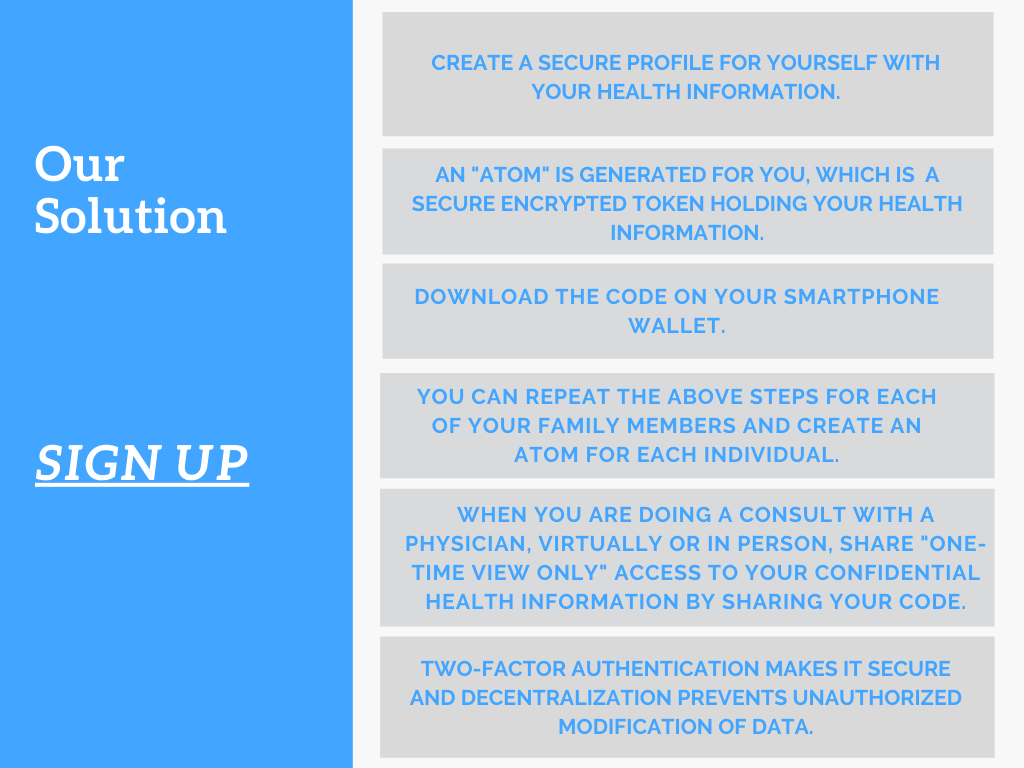 Our
Solution
SIGN UP
CREATE A SECURE PROFILE FOR YOURSELF WITH
YOUR HEALTH INFORMATION.
AN "ATOM" IS GENERATED FOR YOU, WHICH IS  A
SECURE ENCRYPTED TOKEN HOLDING YOUR HEALTH
INFORMATION.
DOWNLOAD THE CODE ON YOUR SMARTPHONE
WALLET.
YOU CAN REPEAT THE ABOVE STEPS FOR EACH
OF YOUR FAMILY MEMBERS AND CREATE AN
ATOM FOR EACH INDIVIDUAL.
WHEN YOU ARE DOING A CONSULT WITH A
PHYSICIAN, VIRTUALLY OR IN PERSON, SHARE "ONE-
TIME VIEW ONLY" ACCESS TO YOUR CONFIDENTIAL
HEALTH INFORMATION BY SHARING YOUR CODE.
TWO-FACTOR AUTHENTICATION MAKES IT SECURE
AND DECENTRALIZATION PREVENTS UNAUTHORIZED
MODIFICATION OF DATA.